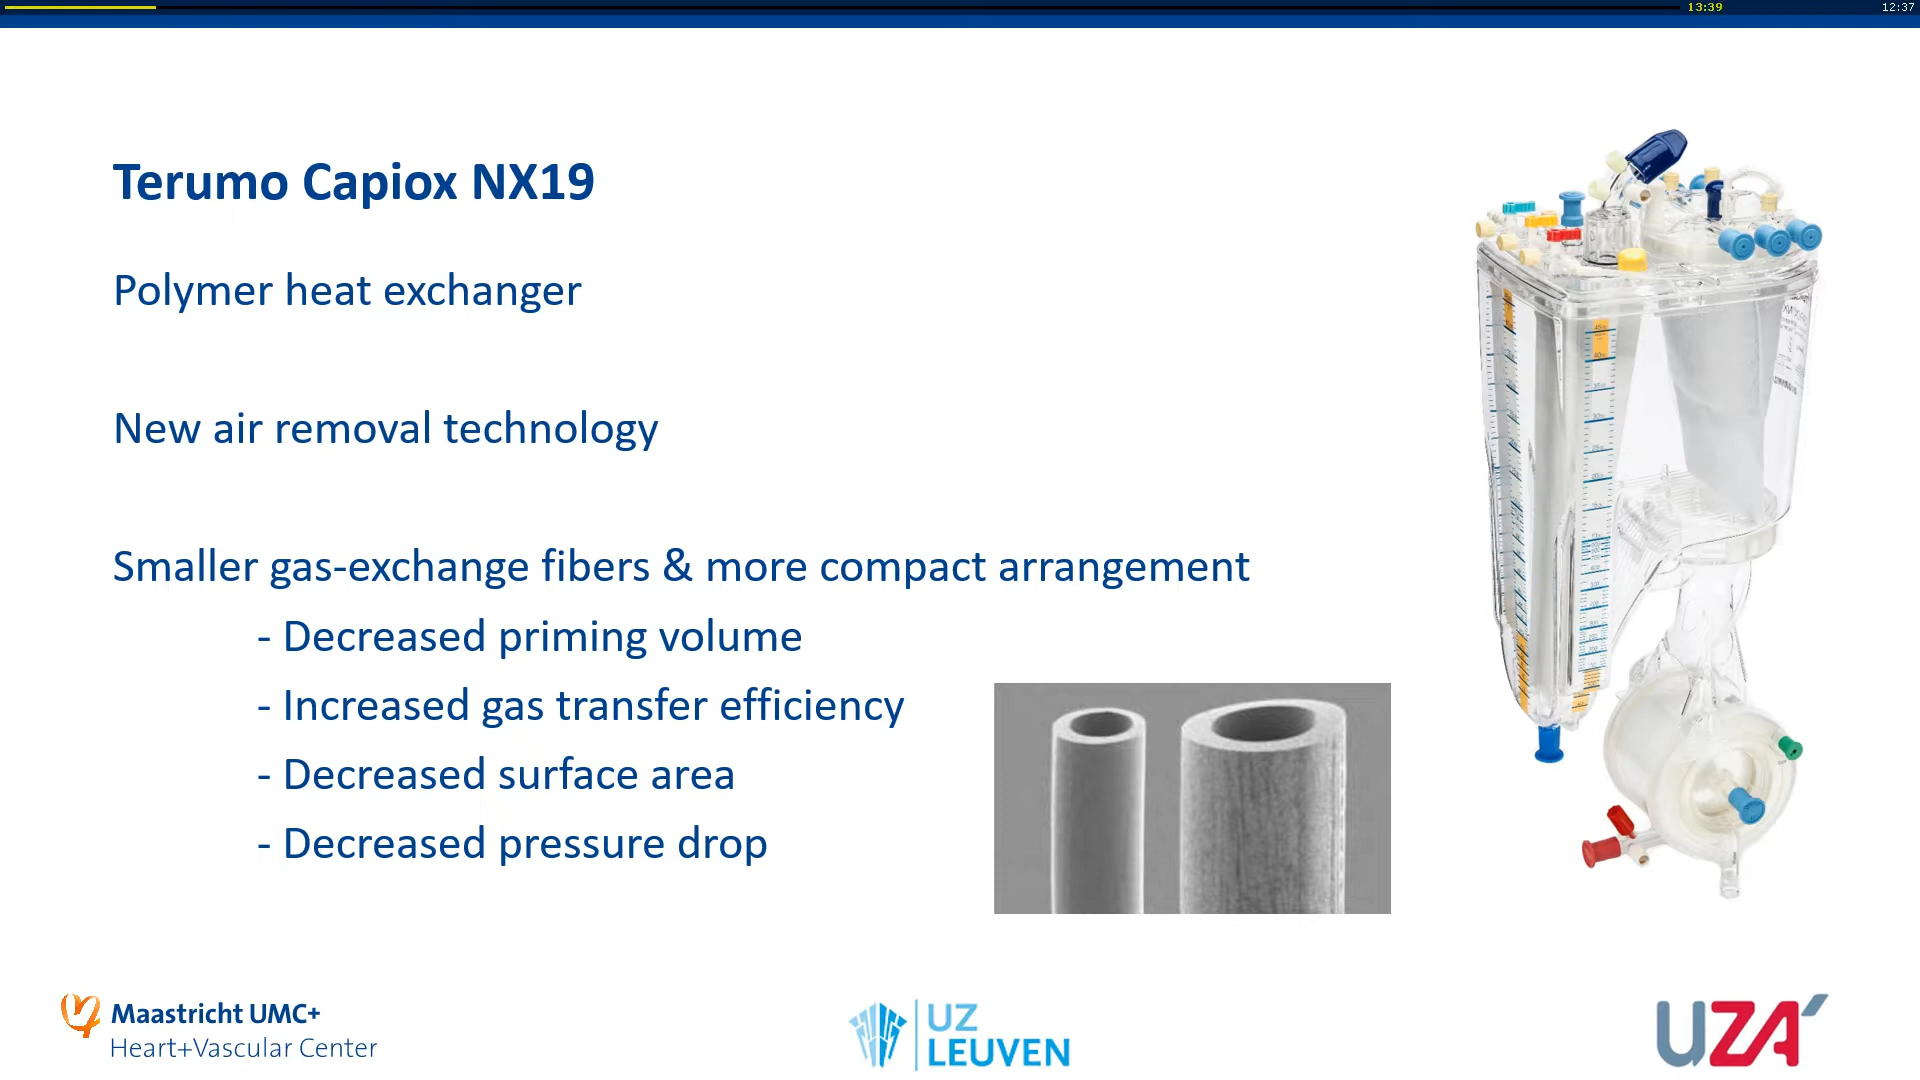 13:39
12:37
Terumo Capiox NX19
Polymer heat exchanger
New air removal technology
Smaller gas-exchange fibers & more compact arrangement
- Decreased priming volume
- Increased gas transfer efficiency
- Decreased surface area
- Decreased pressure drop
Maastricht UMC+
Heart+Vascular Center
UZ
LEUVEN
UZA